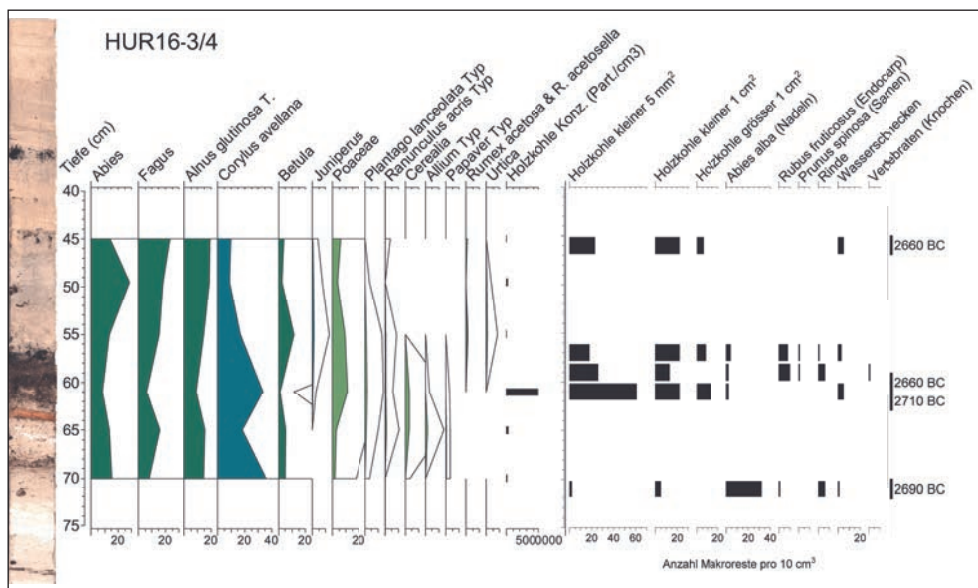 HUR16-3/4
Tiefe (cm)
Abies
Fagus
Alnus glutinosa T.
Corylus avellana
Betula
Juniperus
Poaceae
Plantago lanceolata Typ
Ranunculus acris Typ
Cerealia Typ
Allium Typ
Papaver Typ
Rumex acetosa & R. acetosella
Urtica
Holzkohle Konz. (Part./cm3)
Holzkohle kleiner 5 mm²
Holzkohle kleiner 1 cm²
Holzkohle grösser 1 cm²
Abies alba (Nadeln)
Rubus fruticosus (Endocarp)
Prunus spinosa (Samen)
Rinde
Wasserschnecken
Vertebraten (Knochen)
40
45
50
55
60
65
70
75
2660 BC
2660 BC
2710 BC
2690 BC
20 20 20 20 40 20 20 5000000
20 40 60 20 20 20 40 20
Anzahl Makroreste pro 10 cm³